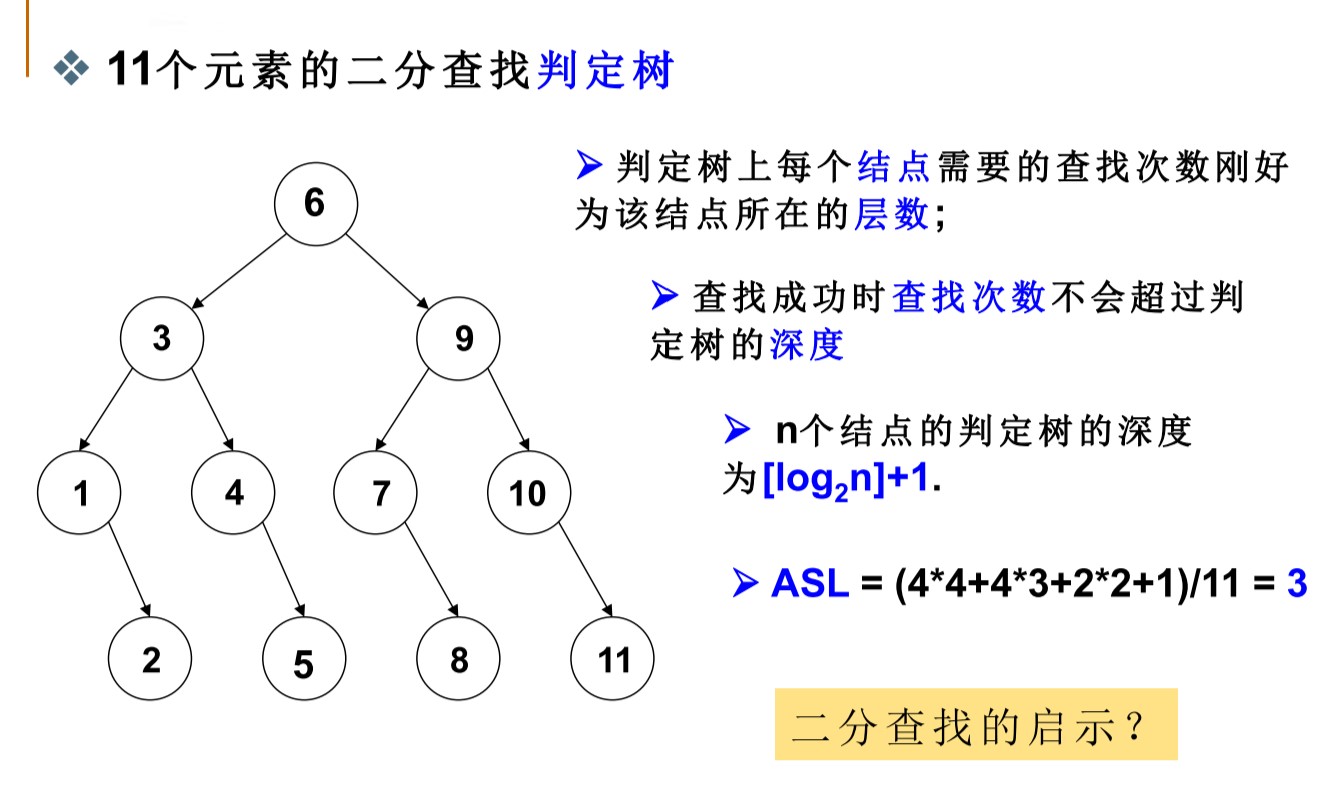 ❖ 11个元素的二分查找判定树
➢ 判定树上每个结点需要的查找次数刚好
为该结点所在的层数;
6
➢ 查找成功时查找次数不会超过判
定树的深度
3 9
➢ n个结点的判定树的深度
为[log₂n]+1.
1 4 7 10
➢ ASL = (4*4+4*3+2*2+1)/11 = 3
2 5 8 11
二分查找的启示？